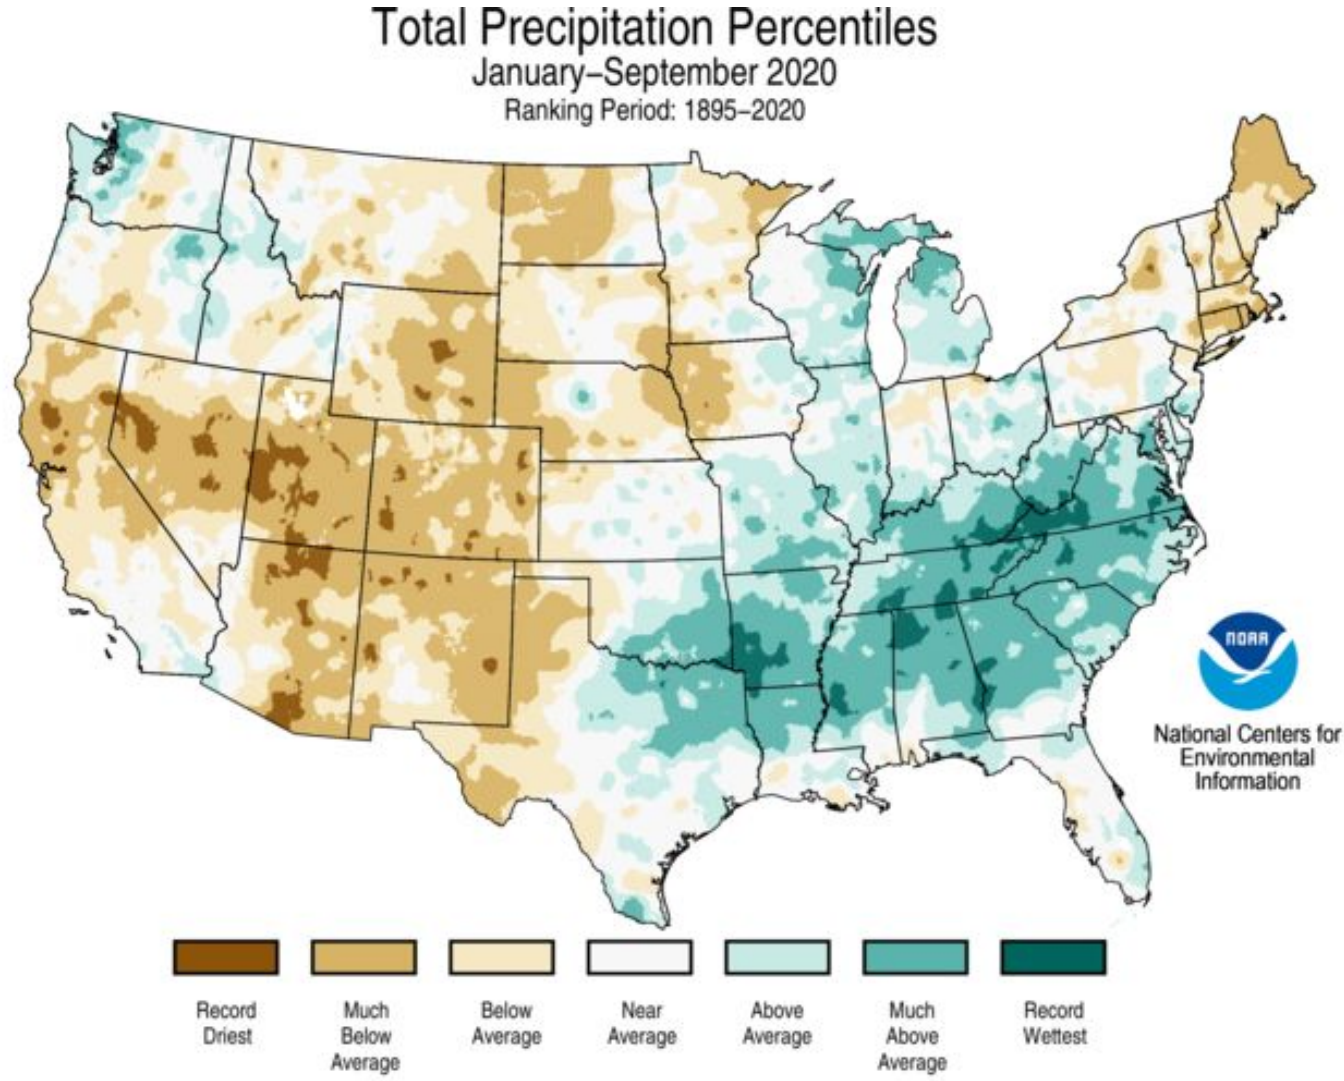 Total Precipitation Percentiles
January–September 2020
Ranking Period: 1895–2020
NOAA
National Centers for
Environmental
Information
Record
Driest
Much
Below
Average
Below
Average
Near
Average
Above
Average
Much
Above
Average
Record
Wettest